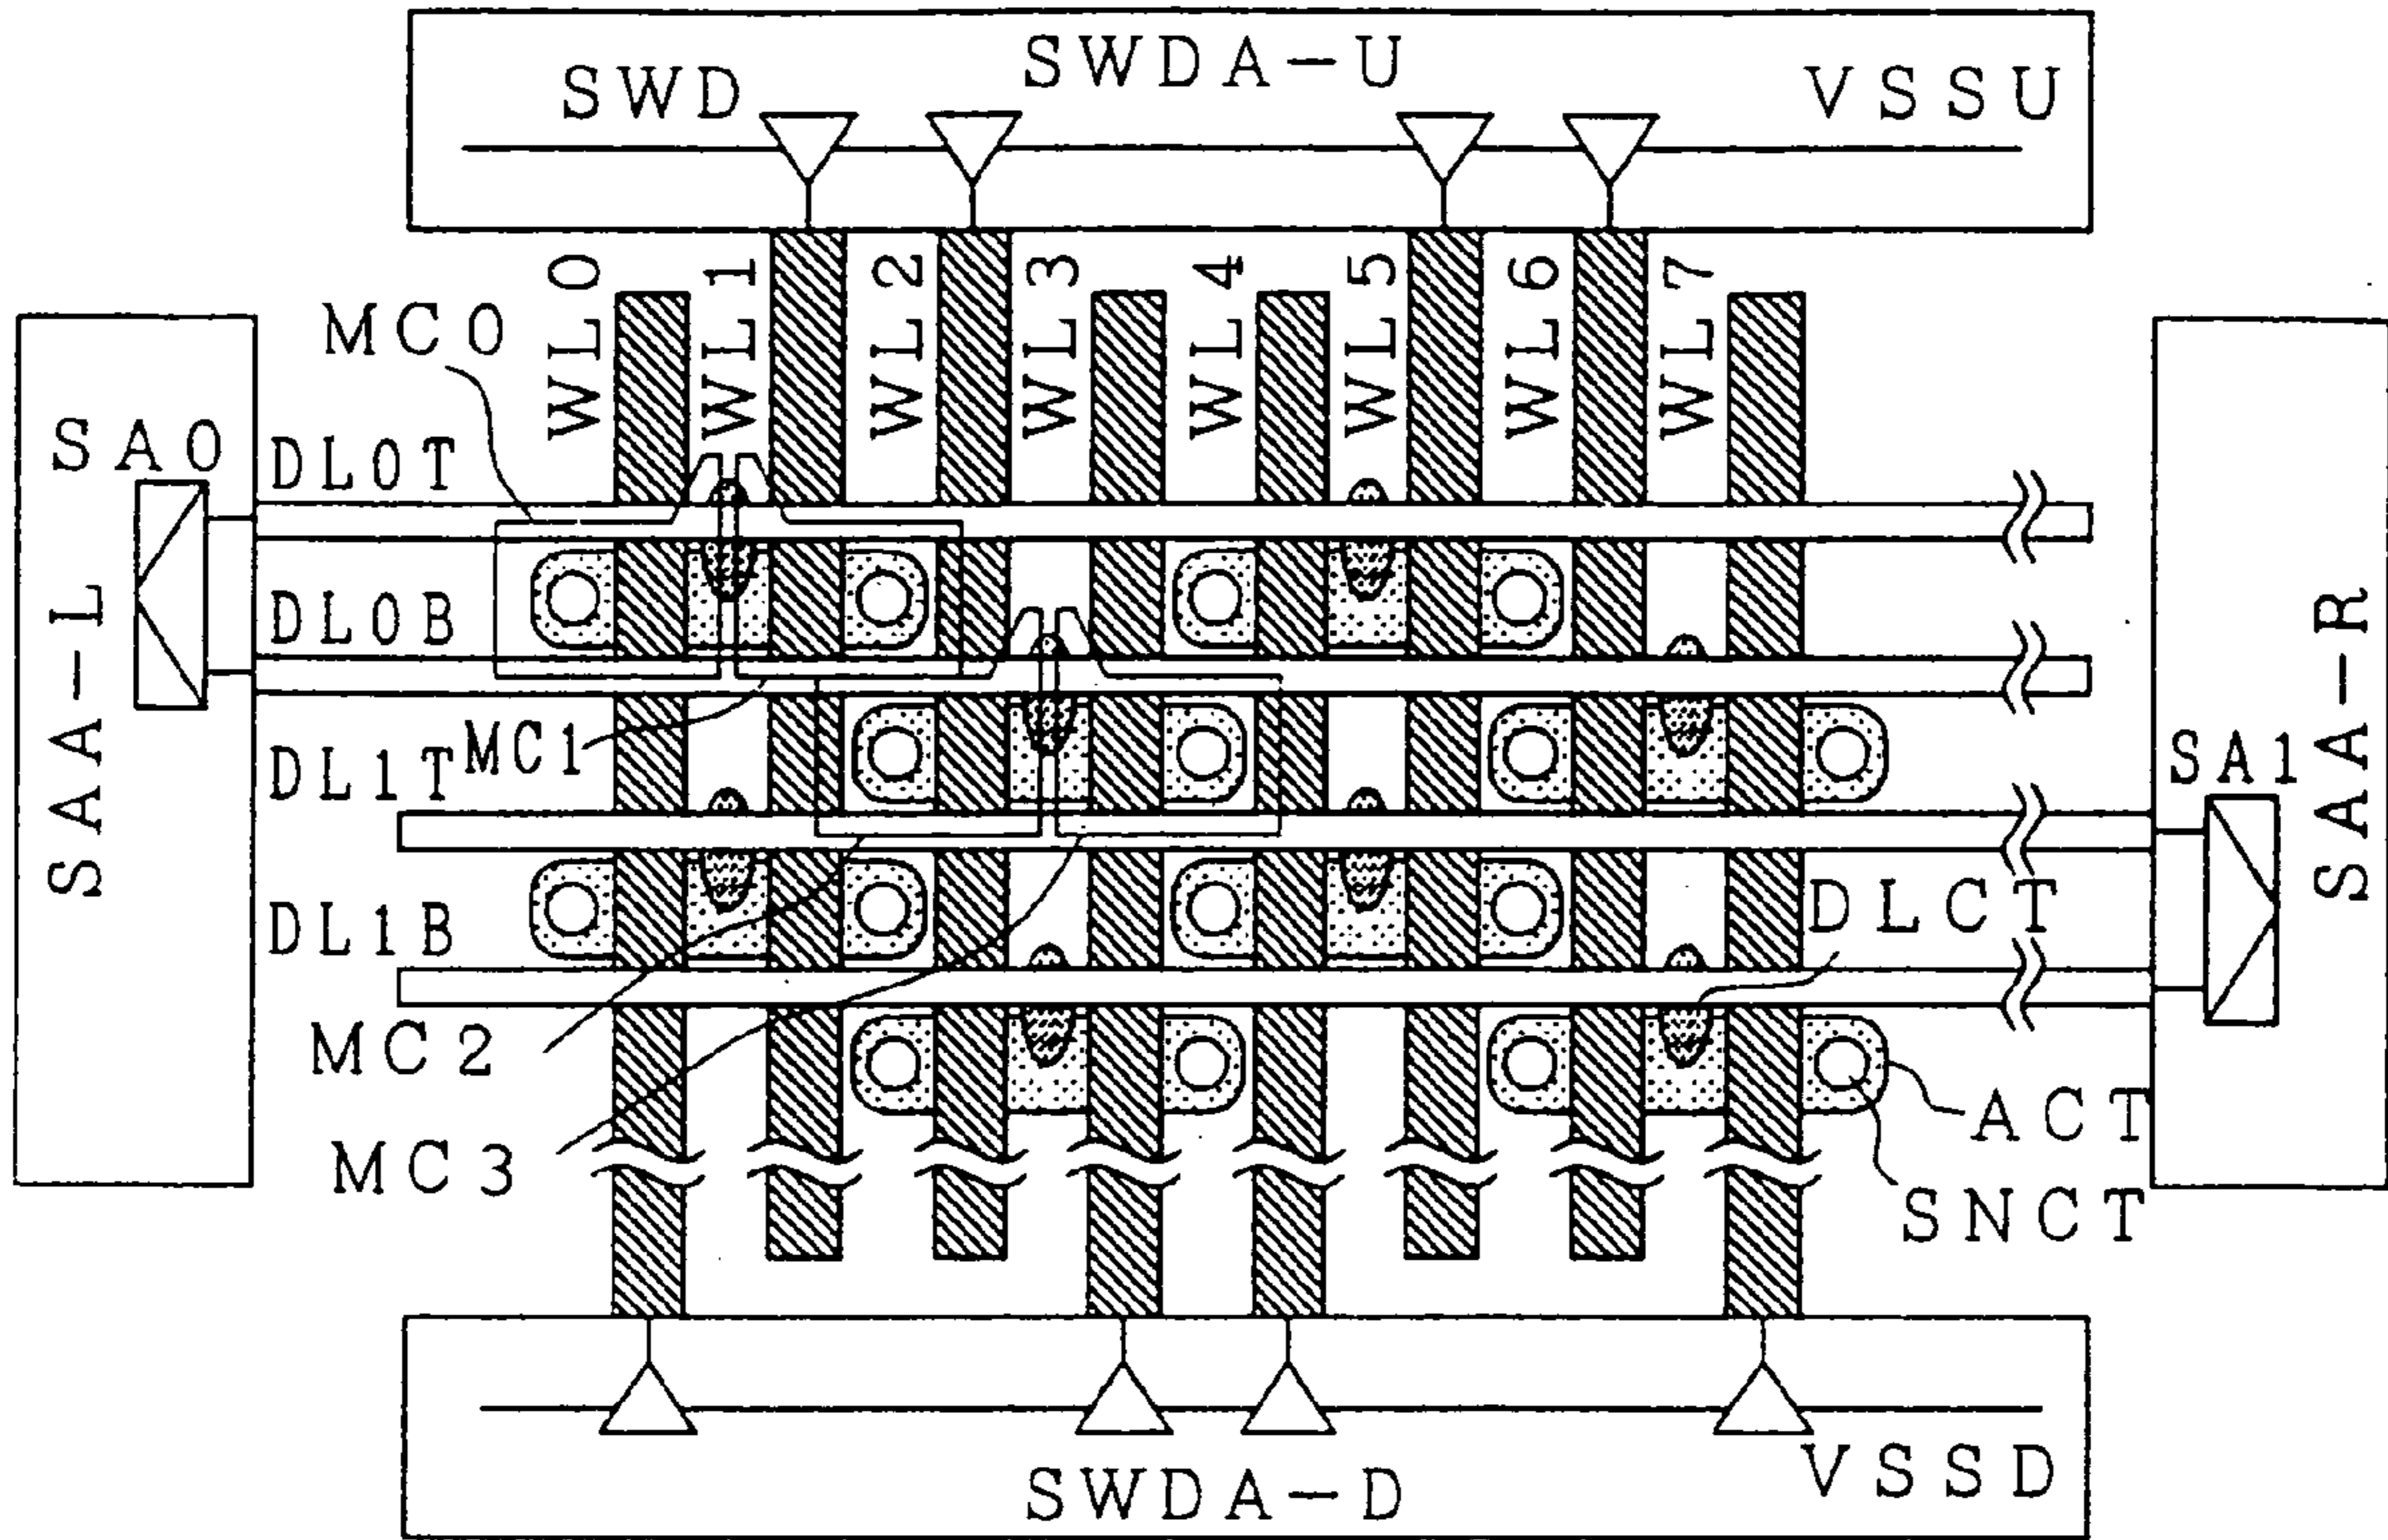 SWDA-U
SWD
VSSU
WL0
WL1
WL2
WL3
WL4
WL5
WL6
WL7
MC0
SA0
DL0T
DL0B
SAA-L
SAA-R
MC1
DL1T
SA1
DL1B
DLCT
MC2
ACT
MC3
SNCT
VSSD
SWDA-D